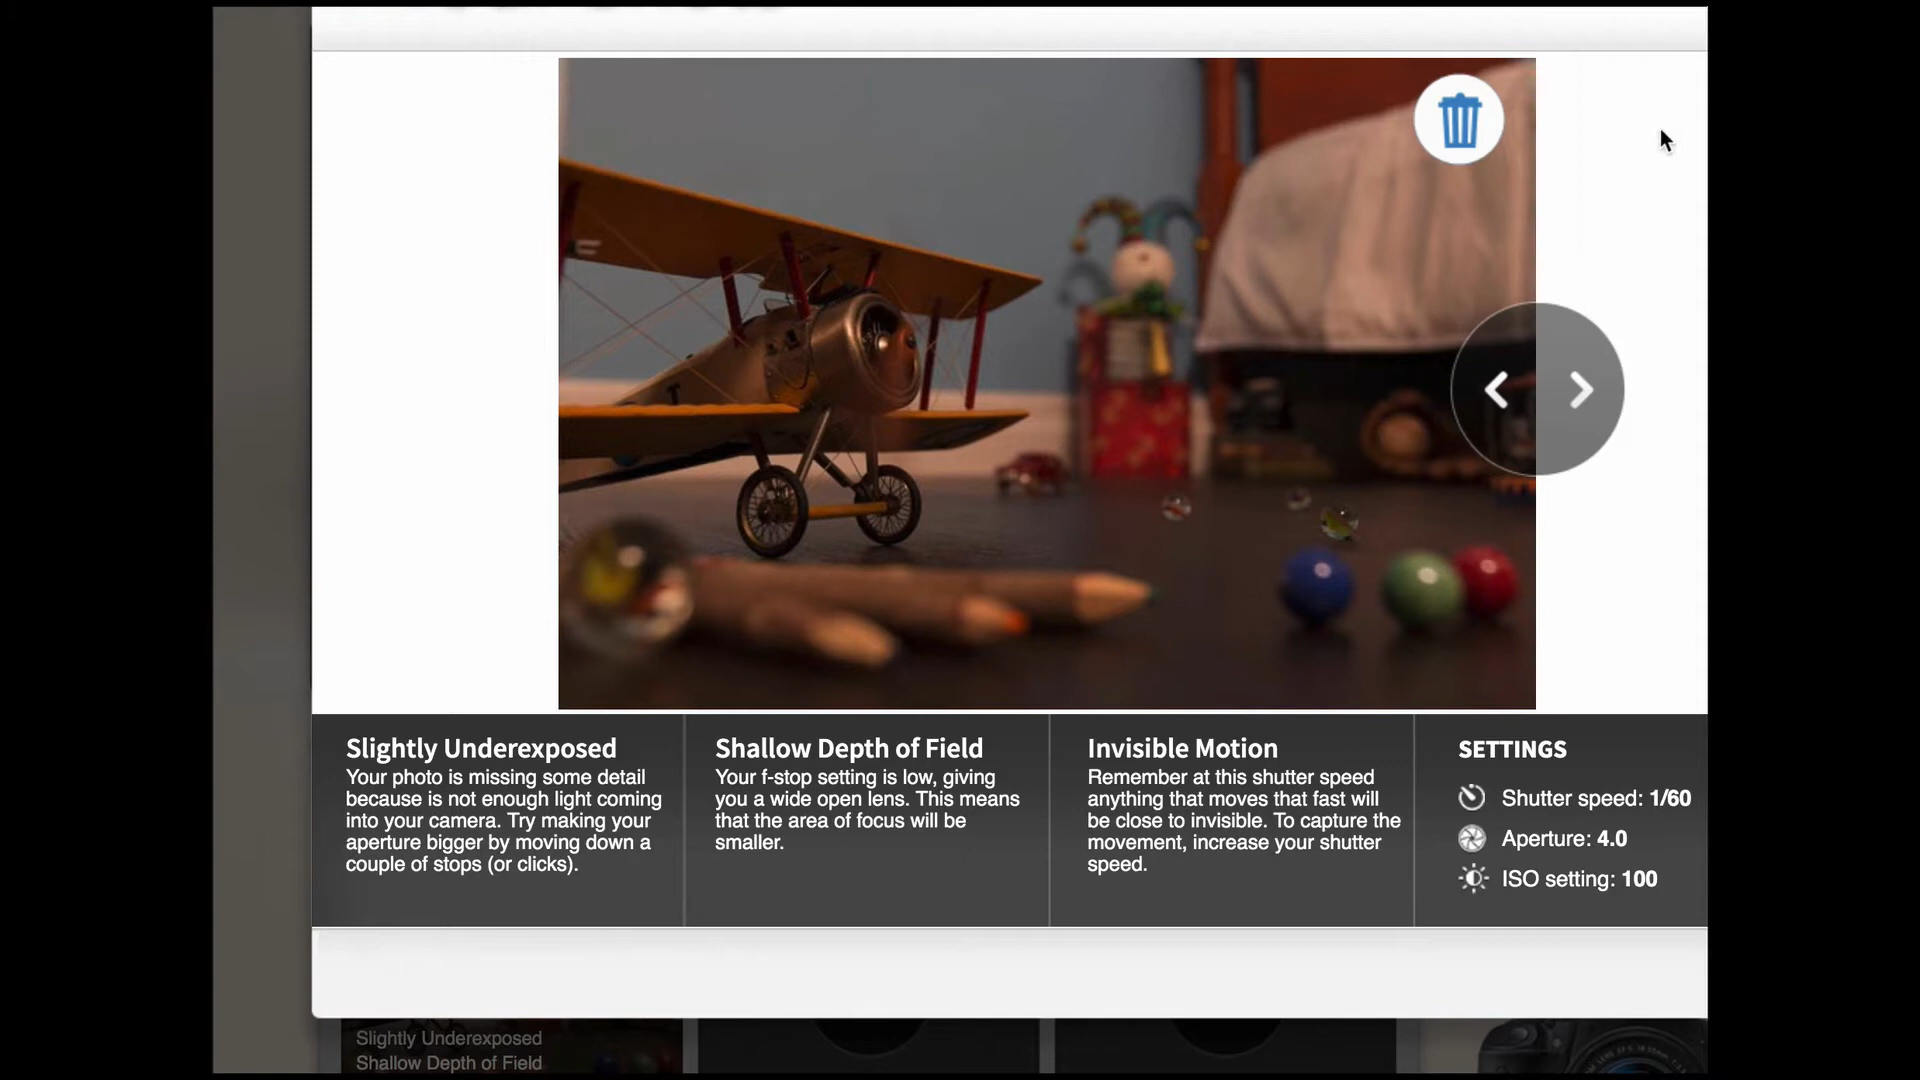 Slightly Underexposed
Your photo is missing some detail
because is not enough light coming
into your camera. Try making your
aperture bigger by moving down a
couple of stops (or clicks).
Shallow Depth of Field
Your f-stop setting is low, giving
you a wide open lens. This means
that the area of focus will be
smaller.
Invisible Motion
Remember at this shutter speed
anything that moves that fast will
be close to invisible. To capture the
movement, increase your shutter
speed.
SETTINGS
Shutter speed: 1/60
Aperture: 4.0
ISO setting: 100
Slightly Underexposed
Shallow Depth of Field